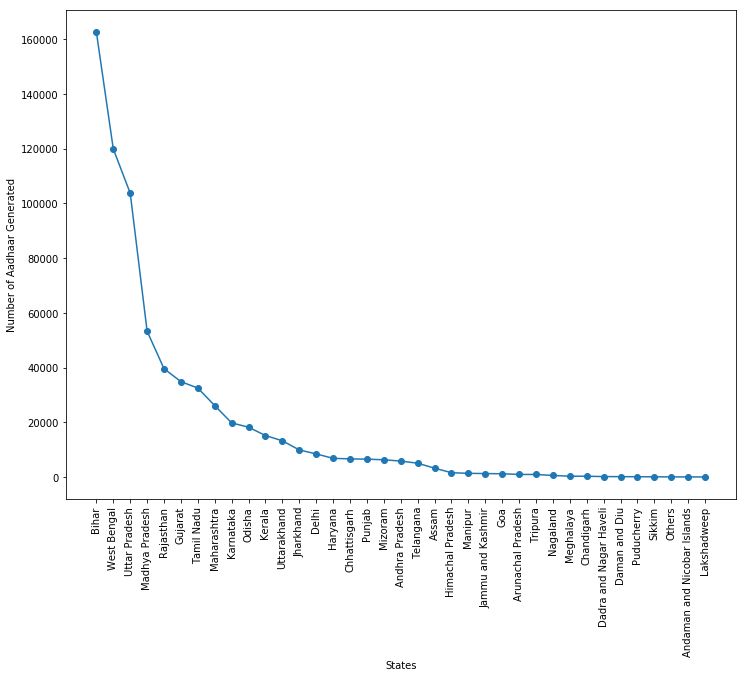 160000
140000
120000
100000
80000
60000
40000
20000
0
Number of Aadhaar Generated
Bihar
West Bengal
Uttar Pradesh
Madhya Pradesh
Rajasthan
Gujarat
Tamil Nadu
Maharashtra
Karnataka
Odisha
Kerala
Uttarakhand
Jharkhand
Delhi
Haryana
Chhattisgarh
Punjab
Mizoram
Andhra Pradesh
Telangana
Assam
Himachal Pradesh
Manipur
Jammu and Kashmir
Goa
Arunachal Pradesh
Tripura
Nagaland
Meghalaya
Chandigarh
Dadra and Nagar Haveli
Daman and Diu
Puducherry
Sikkim
Others
Andaman and Nicobar Islands
Lakshadweep
States